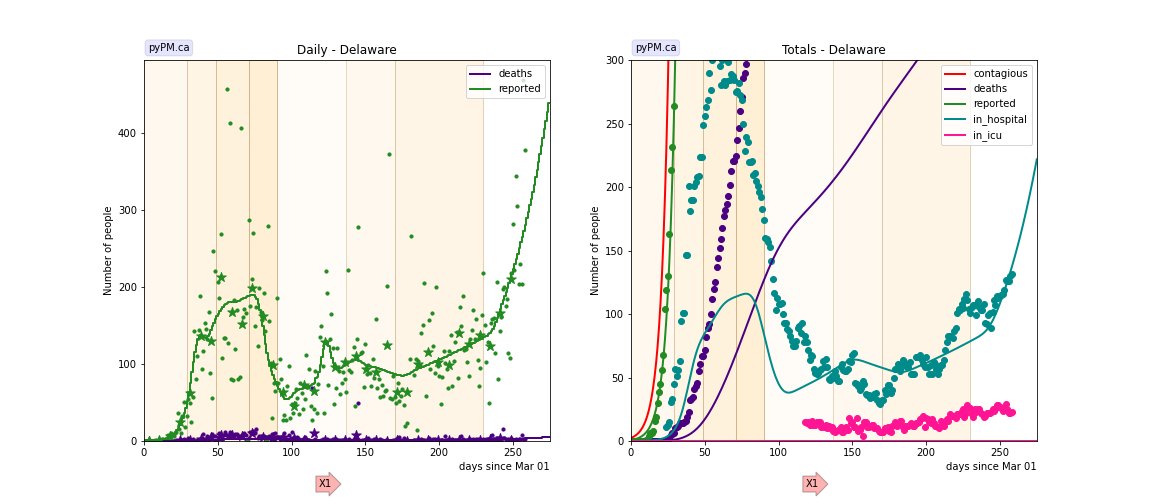 pyPM.ca
Daily - Delaware
deaths
reported
Number of people
400
300
200
100
0
0
50
100
150
200
250
days since Mar 01
X1
pyPM.ca
Totals - Delaware
contagious
deaths
reported
in_hospital
in_icu
Number of people
300
250
200
150
100
50
0
0
50
100
150
200
250
days since Mar 01
X1